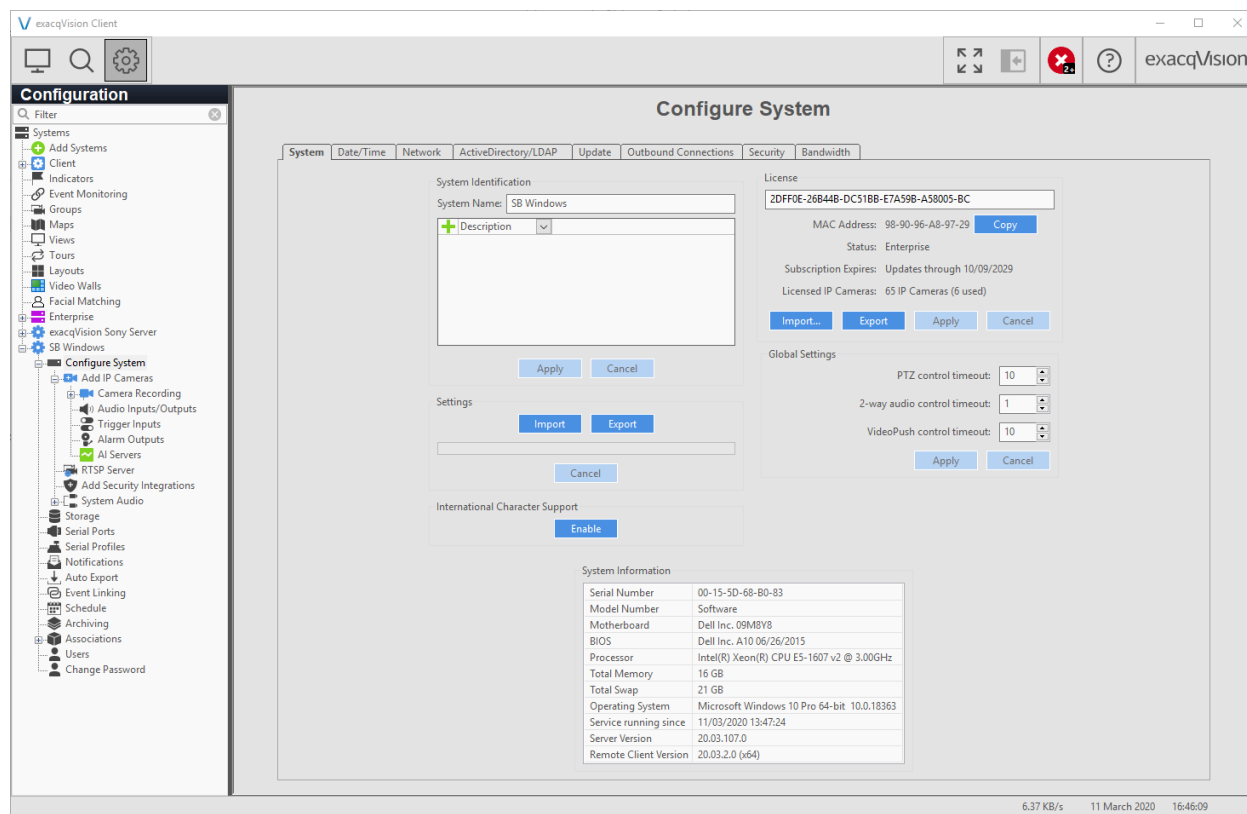 exacqVision Client
2+
?
exacqVision
Configuration
Filter
Systems
Add Systems
Client
Indicators
Event Monitoring
Groups
Maps
Views
Tours
Layouts
Video Walls
Facial Matching
Enterprise
exacqVision Sony Server
SB Windows
Configure System
Add IP Cameras
Camera Recording
Audio Inputs/Outputs
Trigger Inputs
Alarm Outputs
AI Servers
RTSP Server
Add Security Integrations
System Audio
Storage
Serial Ports
Serial Profiles
Notifications
Auto Export
Event Linking
Schedule
Archiving
Associations
Users
Change Password
Configure System
System Date/Time Network ActiveDirectory/LDAP Update Outbound Connections Security Bandwidth
System Identification
System Name: SB Windows
Description
Apply Cancel
Settings
Import Export
Cancel
International Character Support
Enable
License
2DFF0E-26B44B-DC51BB-E7A59B-A58005-BC
MAC Address: 98-90-96-A8-97-29 Copy
Status: Enterprise
Subscription Expires: Updates through 10/09/2029
Licensed IP Cameras: 65 IP Cameras (6 used)
Import... Export Apply Cancel
Global Settings
PTZ control timeout: 10
2-way audio control timeout: 1
VideoPush control timeout: 10
Apply Cancel
System Information
Serial Number 00-15-5D-68-B0-83
Model Number Software
Motherboard Dell Inc. 09M8Y8
BIOS Dell Inc. A10 06/26/2015
Processor Intel(R) Xeon(R) CPU E5-1607 v2 @ 3.00GHz
Total Memory 16 GB
Total Swap 21 GB
Operating System Microsoft Windows 10 Pro 64-bit 10.0.18363
Service running since 11/03/2020 13:47:24
Server Version 20.03.107.0
Remote Client Version 20.03.2.0 (x64)
6.37 KB/s 11 March 2020 16:46:09